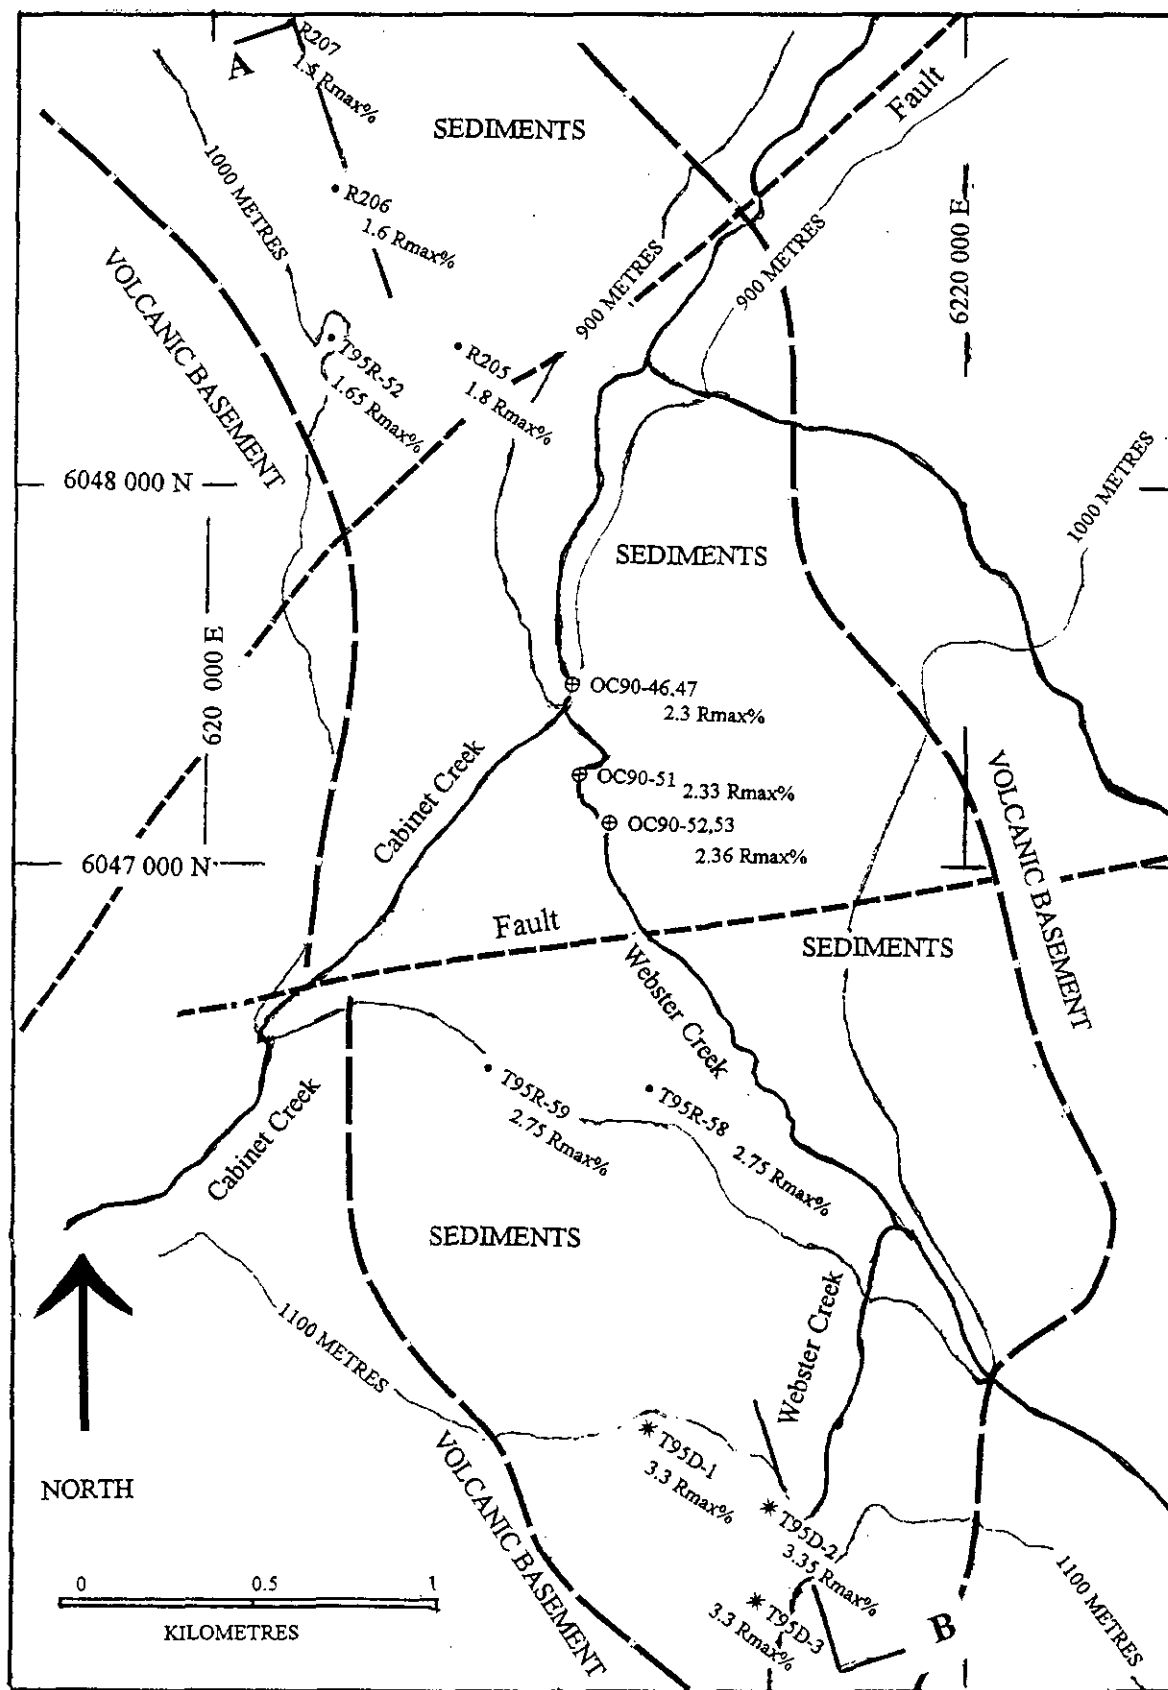 R207
1.5 Rmax%
A
Fault
SEDIMENTS
1000 METRES
R206
1.6 Rmax%
6220 000 E
900 METRES
900 METRES
VOLCANIC BASEMENT
T95R-52
1.65 Rmax%
R205
1.8 Rmax%
6048 000 N
1000 METRES
SEDIMENTS
620 000 E
OC90-46,47
2.3 Rmax%
Cabinet Creek
OC90-51
2.33 Rmax%
OC90-52,53
2.36 Rmax%
VOLCANIC BASEMENT
6047 000 N
Fault
SEDIMENTS
Webster Creek
T95R-59
2.75 Rmax%
T95R-58
2.75 Rmax%
Cabinet Creek
SEDIMENTS
1100 METRES
Webster Creek
T95D-1
3.3 Rmax%
NORTH
VOLCANIC BASEMENT
T95D-2
3.35 Rmax%
1100 METRES
T95D-3
3.3 Rmax%
B
0 0.5 1
KILOMETRES